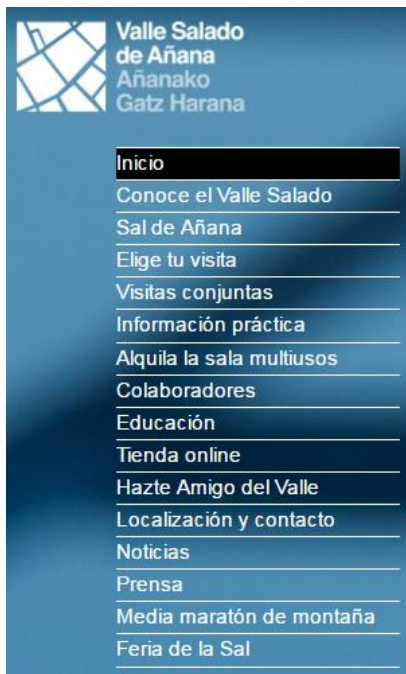 Valle Salado
de Añana
Añanako
Gatz Harana
Inicio
Conoce el Valle Salado
Sal de Añana
Elige tu visita
Visitas conjuntas
Información práctica
Alquila la sala multiusos
Colaboradores
Educación
Tienda online
Hazte Amigo del Valle
Localización y contacto
Noticias
Prensa
Media maratón de montaña
Feria de la Sal